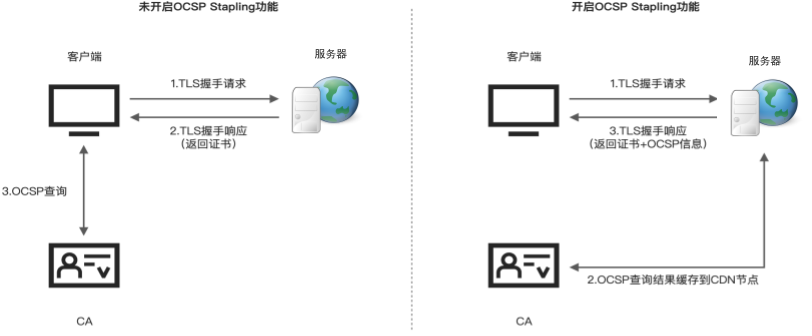 未开启OCSP Stapling功能
客户端
服务器
1.TLS握手请求
2.TLS握手响应
(返回证书)
3.OCSP查询
CA
开启OCSP Stapling功能
客户端
服务器
1.TLS握手请求
3.TLS握手响应
(返回证书+OCSP信息)
2.OCSP查询结果缓存到CDN节点
CA